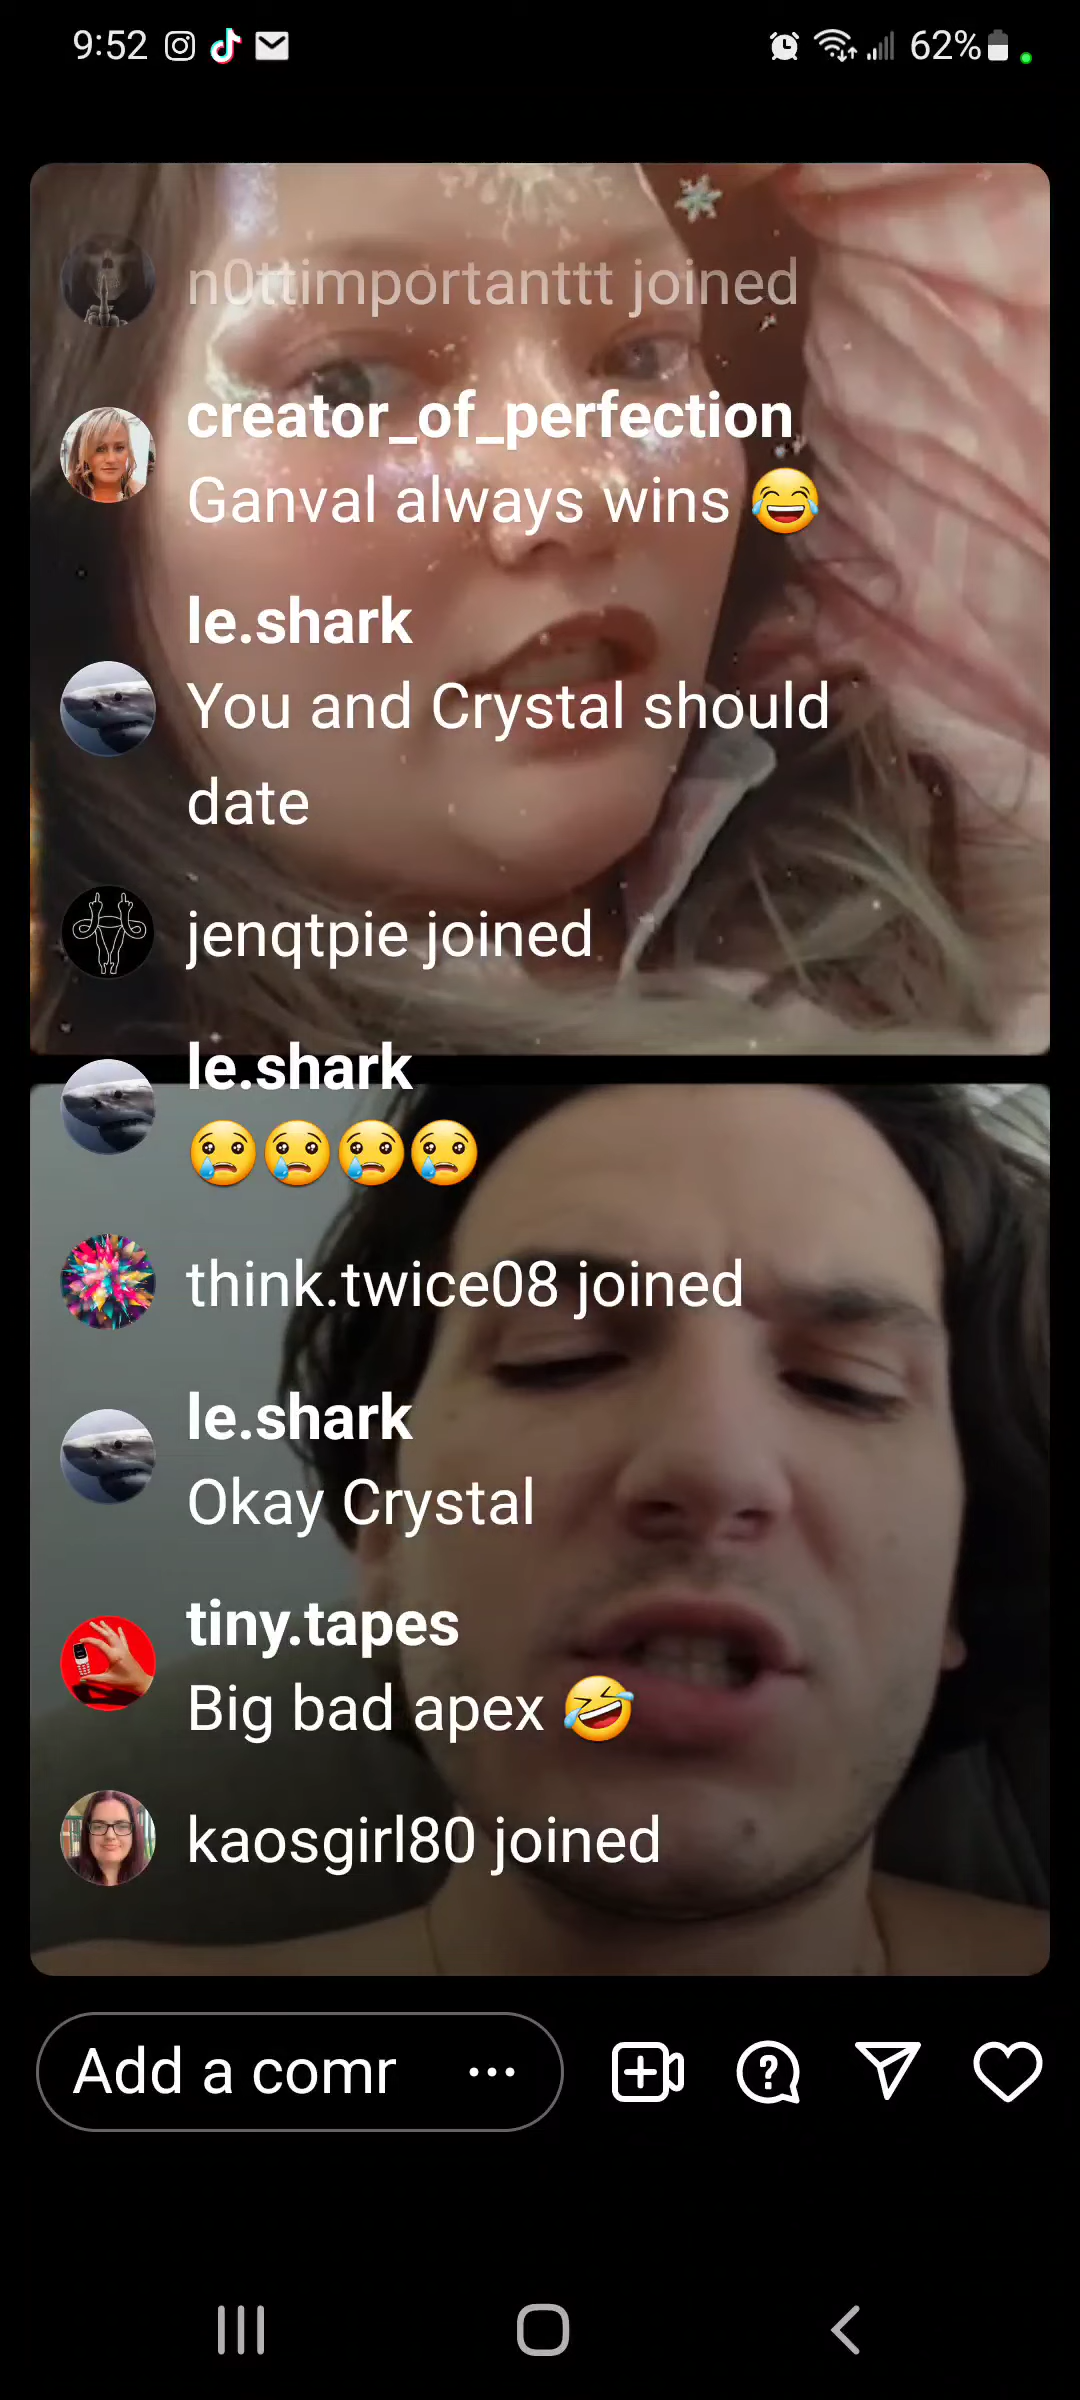 9:52
62%
n0ttimportanttt joined
creator_of_perfection
Ganval always wins 😂
le.shark
You and Crystal should
date
jenqtpie joined
le.shark
😢😢😢😢
think.twice08 joined
le.shark
Okay Crystal
tiny.tapes
Big bad apex 🤣
kaosgirl80 joined
Add a comr